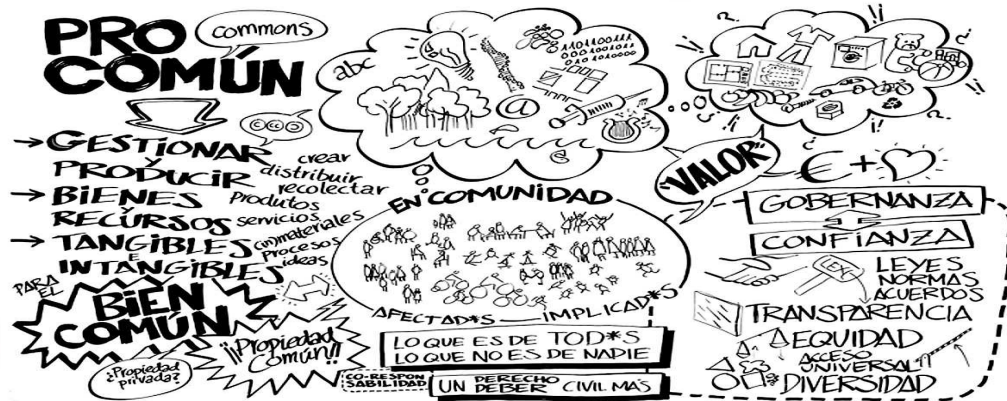 PRO
COMÚN
commons
GESTIONAR
Y
PRODUCIR
crear
distribuir
recolectar
BIENES
Y
RECURSOS
productos
servicios
TANGIBLES
E
INTANGIBLES
(in)materiales
procesos
ideas
PARA
EL
BIEN
COMÚN
¿Propiedad
privada?
¡¡Propiedad
Común!!
abc
@
EN COMUNIDAD
AFECTAD*S
IMPLICAD*S
LO QUE ES DE TOD*S
LO QUE NO ES DE NADIE
CO-RESPON
SABILIDAD
UN DERECHO
DEBER
CIVIL MÁS
"VALOR"
€ +
GOBERNANZA
CONFIANZA
LEY
LEYES
NORMAS
ACUERDOS
TRANSPARENCIA
EQUIDAD
ACCESO
UNIVERSAL
DIVERSIDAD